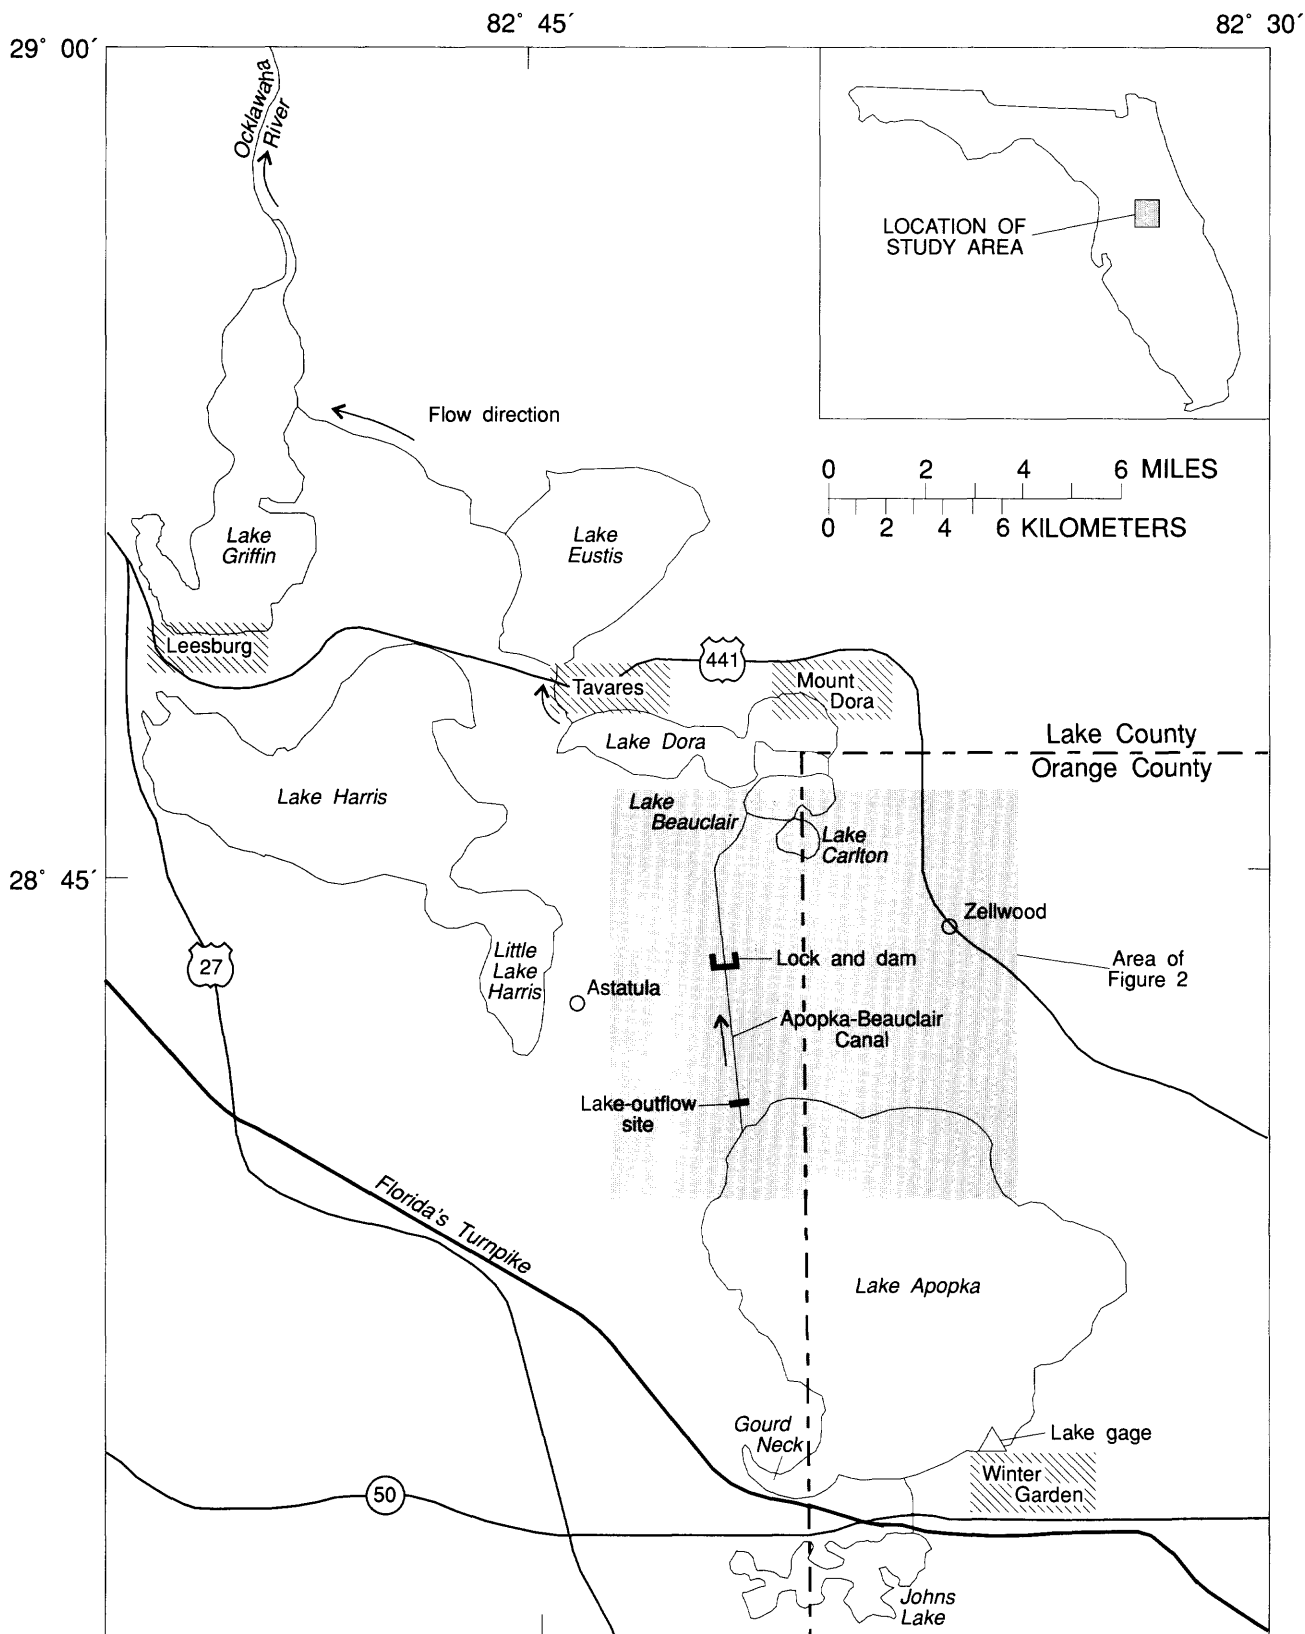 82° 45′
82° 30′
29° 00′
Ocklawaha
River
LOCATION OF
STUDY AREA
Flow direction
0 2 4 6 MILES
0 2 4 6 KILOMETERS
Lake
Griffin
Lake
Eustis
Leesburg
441
Tavares
Mount
Dora
Lake Dora
Lake County
Orange County
Lake Harris
Lake
Beauclair
Lake
Carlton
28° 45′
Zellwood
27
Little
Lake
Harris
Astatula
Lock and dam
Area of
Figure 2
Apopka-Beauclair
Canal
Lake-outflow
site
Florida's Turnpike
Lake Apopka
Gourd
Neck
Lake gage
Winter
Garden
50
Johns
Lake